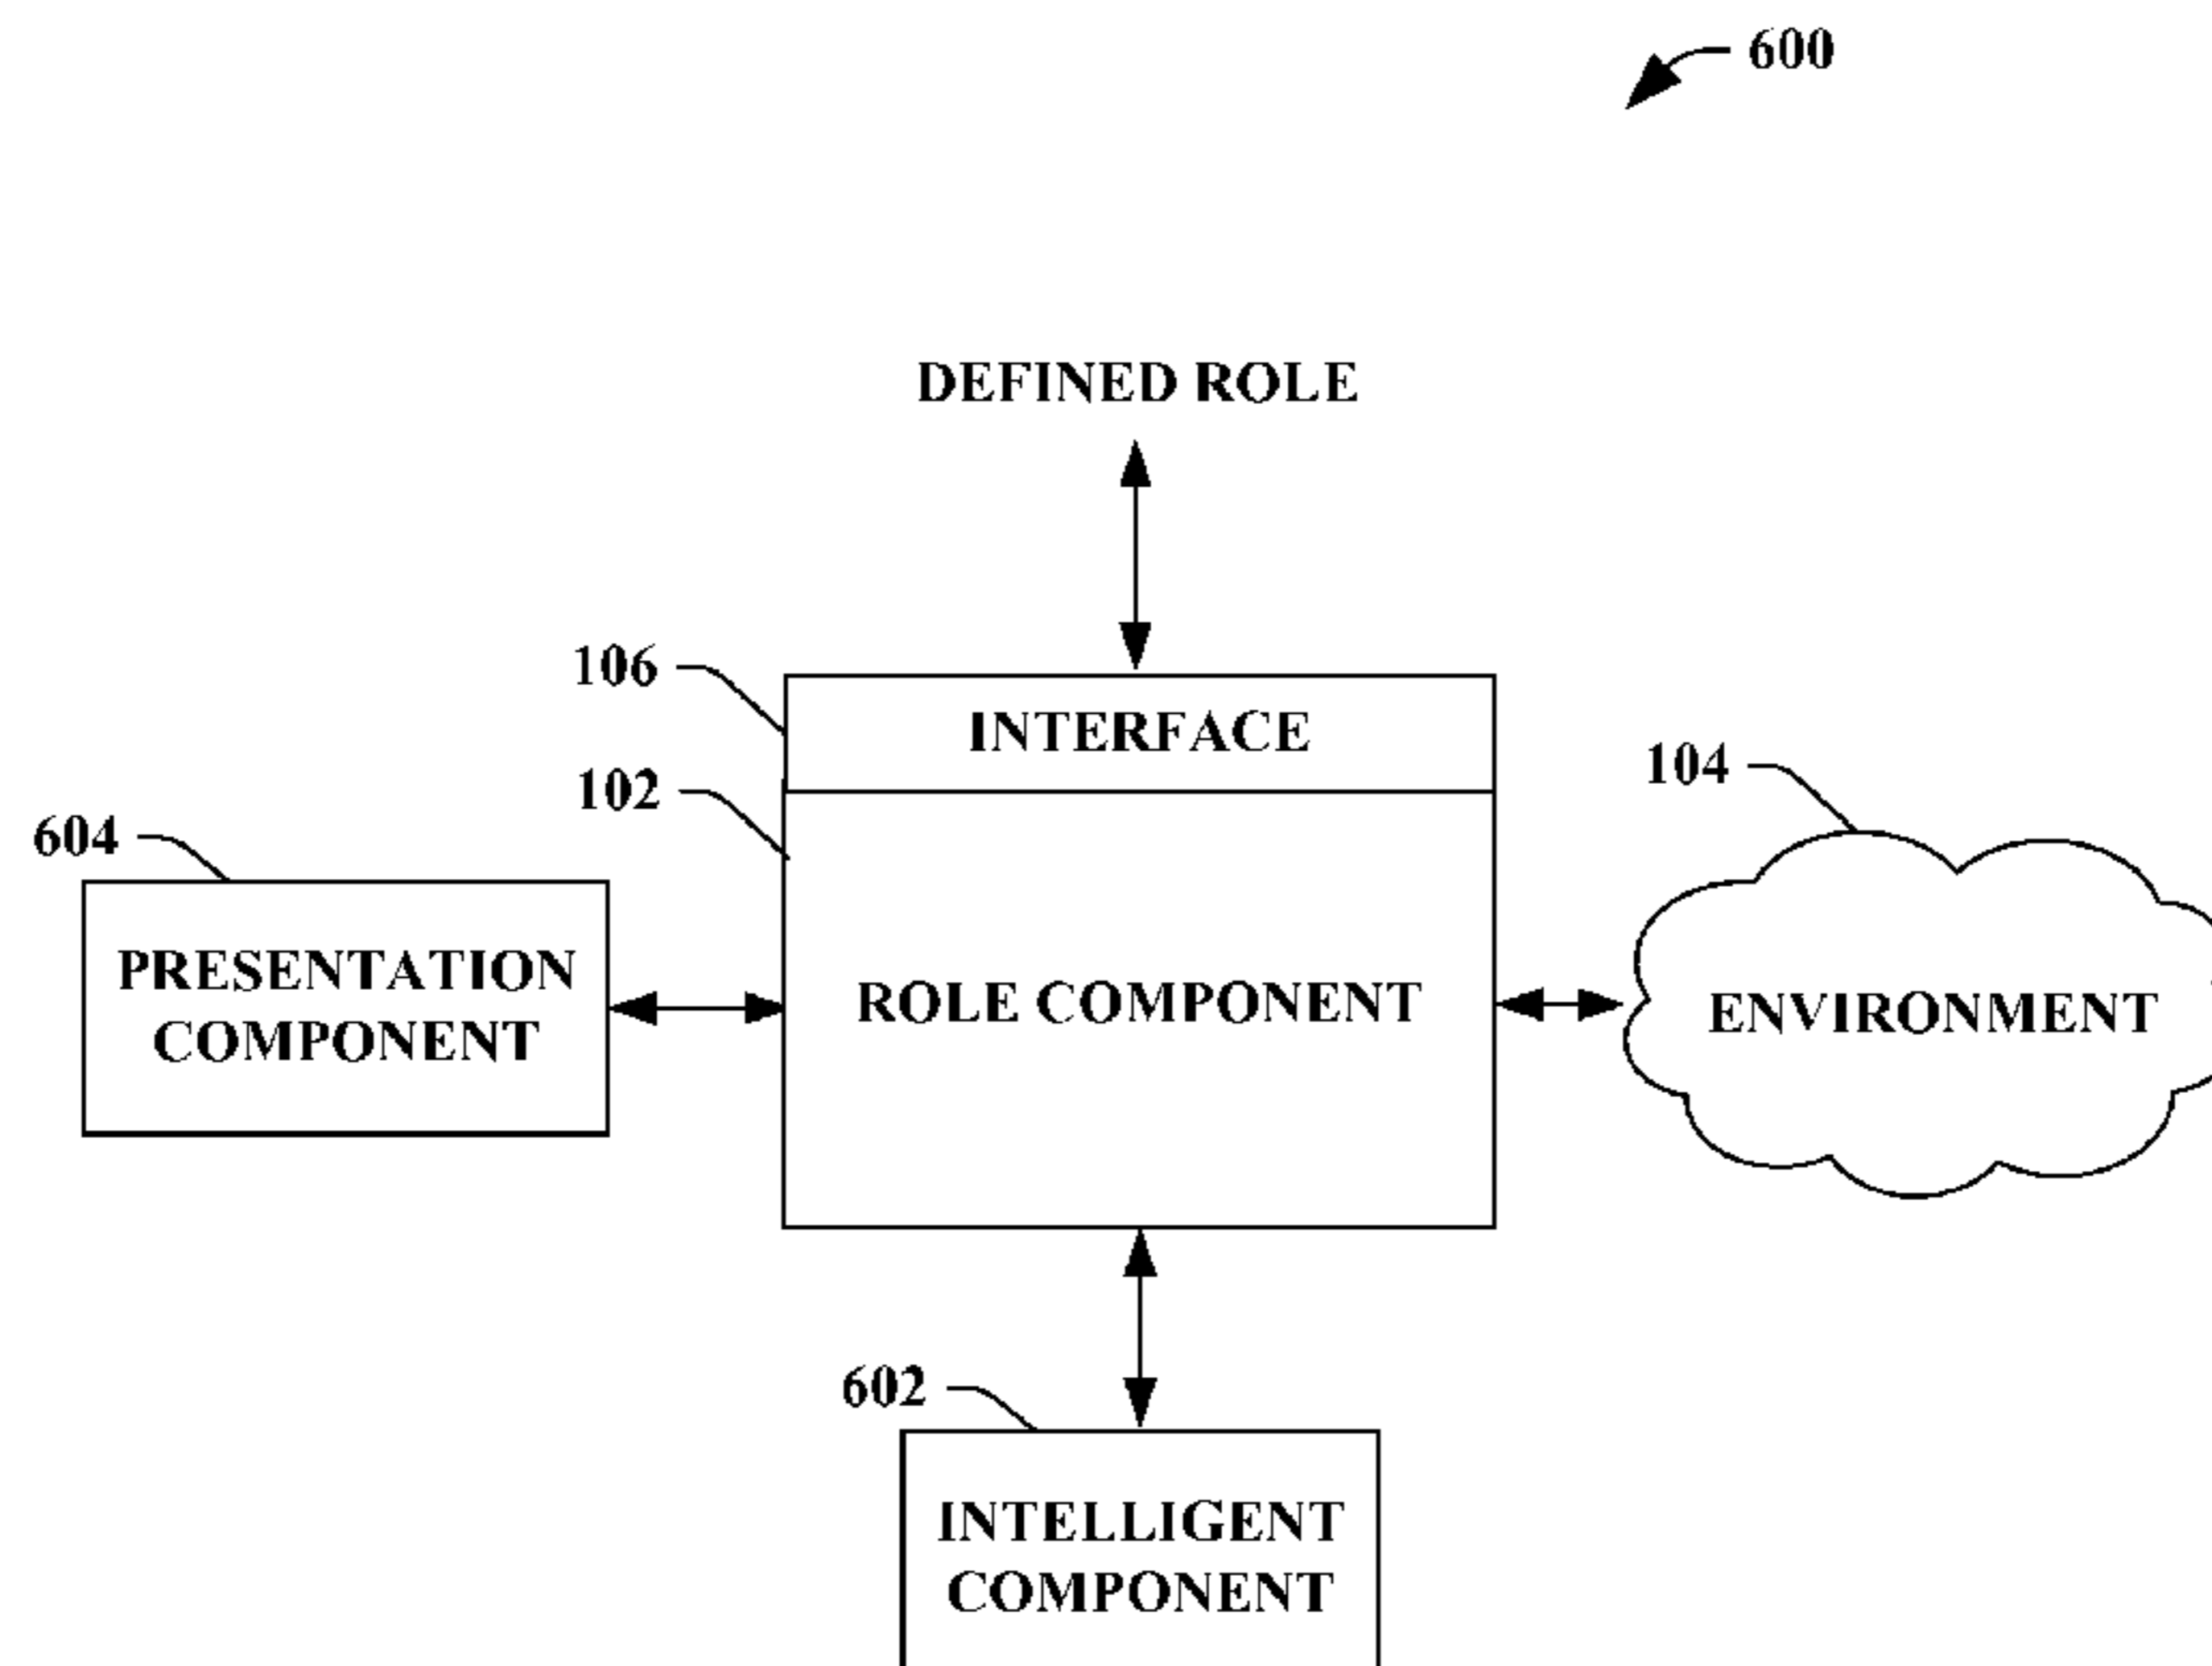 600
DEFINED ROLE
106
INTERFACE
102
104
604
PRESENTATION
COMPONENT
ROLE COMPONENT
ENVIRONMENT
602
INTELLIGENT
COMPONENT